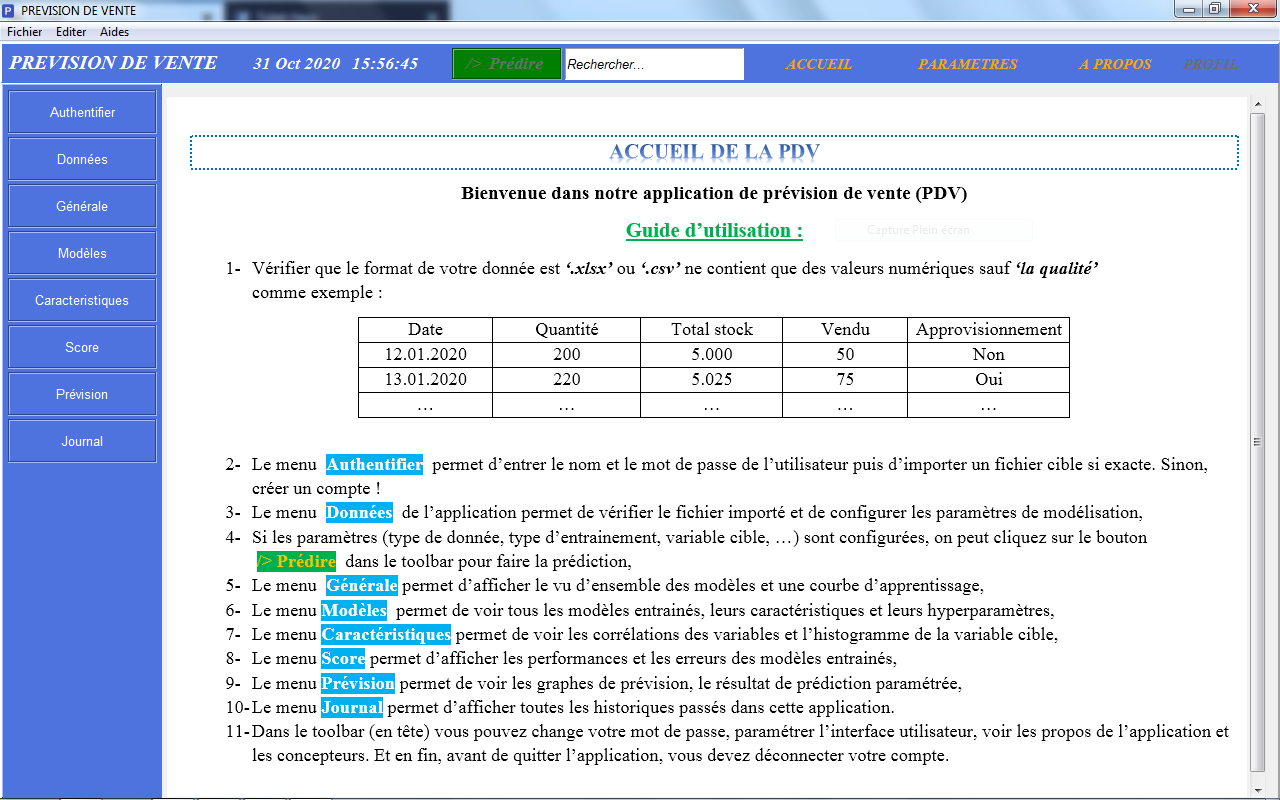 PREVISION DE VENTE
Fichier Editer Aides
PREVISION DE VENTE 31 Oct 2020 15:56:45 /> Prédire Rechercher... ACCUEIL PARAMETRES A PROPOS PROFIL
Authentifier
Données
Générale
Modèles
Caracteristiques
Score
Prévision
Journal
ACCUEIL DE LA PDV
Bienvenue dans notre application de prévision de vente (PDV)
Guide d’utilisation :
Capture Plein écran
1- Vérifier que le format de votre donnée est ‘.xlsx’ ou ‘.csv’ ne contient que des valeurs numériques sauf ‘la qualité’
comme exemple :
Date Quantité Total stock Vendu Approvisionnement
12.01.2020 200 5.000 50 Non
13.01.2020 220 5.025 75 Oui
… … … … …
2- Le menu Authentifier permet d’entrer le nom et le mot de passe de l’utilisateur puis d’importer un fichier cible si exacte. Sinon,
créer un compte !
3- Le menu Données de l’application permet de vérifier le fichier importé et de configurer les paramètres de modélisation,
4- Si les paramètres (type de donnée, type d’entrainement, variable cible, …) sont configurées, on peut cliquez sur le bouton
/> Prédire dans le toolbar pour faire la prédiction,
5- Le menu Générale permet d’afficher le vu d’ensemble des modèles et une courbe d’apprentissage,
6- Le menu Modèles permet de voir tous les modèles entrainés, leurs caractéristiques et leurs hyperparamètres,
7- Le menu Caractéristiques permet de voir les corrélations des variables et l’histogramme de la variable cible,
8- Le menu Score permet d’afficher les performances et les erreurs des modèles entrainés,
9- Le menu Prévision permet de voir les graphes de prévision, le résultat de prédiction paramétrée,
10- Le menu Journal permet d’afficher toutes les historiques passés dans cette application.
11- Dans le toolbar (en tête) vous pouvez change votre mot de passe, paramétrer l’interface utilisateur, voir les propos de l’application et
les concepteurs. Et en fin, avant de quitter l’application, vous devez déconnecter votre compte.